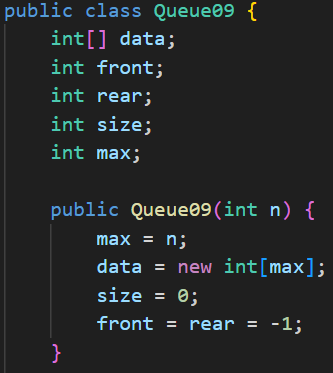 public class Queue09 {
    int[] data;
    int front;
    int rear;
    int size;
    int max;

    public Queue09(int n) {
        max = n;
        data = new int[max];
        size = 0;
        front = rear = -1;
    }